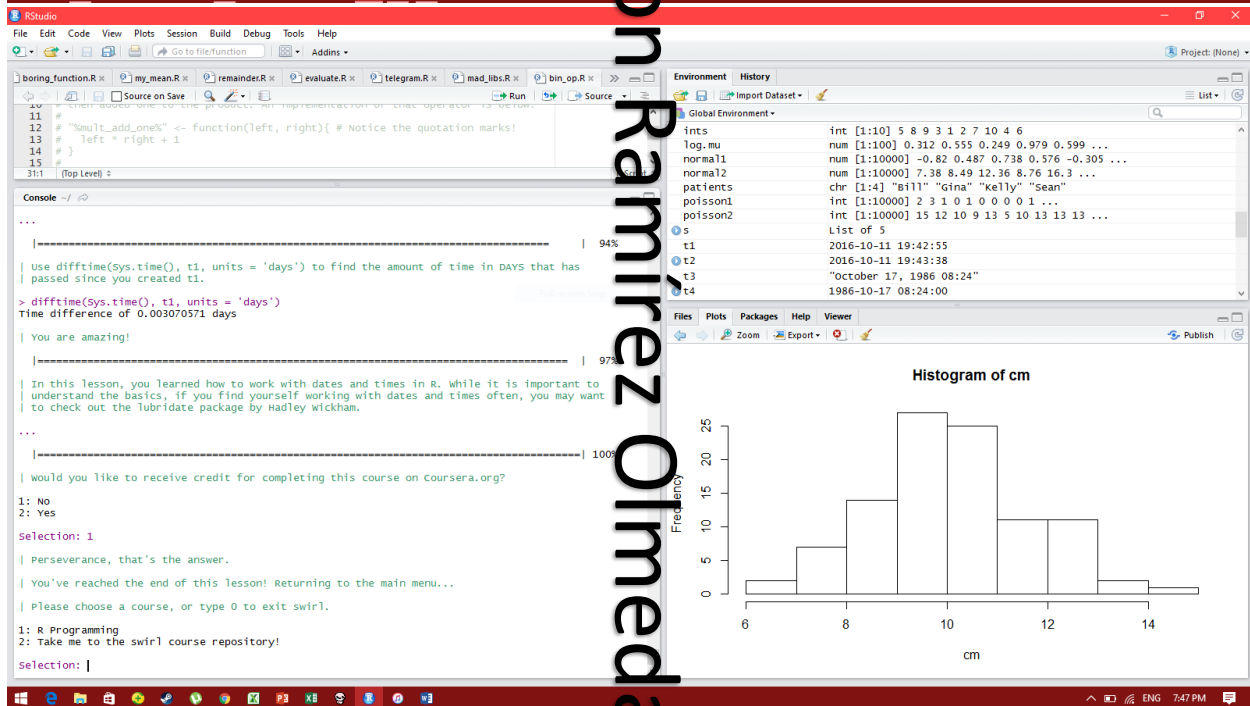 RStudio
File Edit Code View Plots Session Build Debug Tools Help
Go to file/function Addins Project: (None)
boring_function.R my_mean.R remainder.R evaluate.R telegram.R mad_libs.R bin_op.R
Source on Save Run Source
10 # then added one to the product. An implementation of that operator is below:
11 #
12 # "%mult_add_one%" <- function(left, right){ # Notice the quotation marks!
13 #   left * right + 1
14 # }
15 #
31:1 (Top Level)
Console ~/
...
|================================================================================ | 94%
| Use difftime(Sys.time(), t1, units = 'days') to find the amount of time in DAYS that has
| passed since you created t1.
> difftime(Sys.time(), t1, units = 'days')
Time difference of 0.003070571 days
| You are amazing!
|=================================================================================== | 97%
| In this lesson, you learned how to work with dates and times in R. While it is important to
| understand the basics, if you find yourself working with dates and times often, you may want
| to check out the lubridate package by Hadley Wickham.
...
|=====================================================================================| 100%
| Would you like to receive credit for completing this course on Coursera.org?
1: No
2: Yes
Selection: 1
| Perseverance, that's the answer.
| You've reached the end of this lesson! Returning to the main menu...
| Please choose a course, or type 0 to exit swirl.
1: R Programming
2: Take me to the swirl course repository!
Selection:
on Ramírez Olmed
Environment History
Import Dataset List
Global Environment
ints int [1:10] 5 8 9 3 1 2 7 10 4 6
log.mu num [1:100] 0.312 0.555 0.249 0.979 0.599 ...
normal1 num [1:10000] -0.82 0.487 0.738 0.576 -0.305 ...
normal2 num [1:10000] 7.38 8.49 12.36 8.76 16.3 ...
patients chr [1:4] "Bill" "Gina" "Kelly" "Sean"
poisson1 int [1:10000] 2 3 1 0 1 0 0 0 0 1 ...
poisson2 int [1:10000] 15 12 10 9 13 5 10 13 13 13 ...
s List of 5
t1 2016-10-11 19:42:55
t2 2016-10-11 19:43:38
t3 "October 17, 1986 08:24"
t4 1986-10-17 08:24:00
Files Plots Packages Help Viewer
Zoom Export Publish
Histogram of cm
Frequency
25
20
15
10
5
0
6 8 10 12 14
cm
ENG 7:47 PM